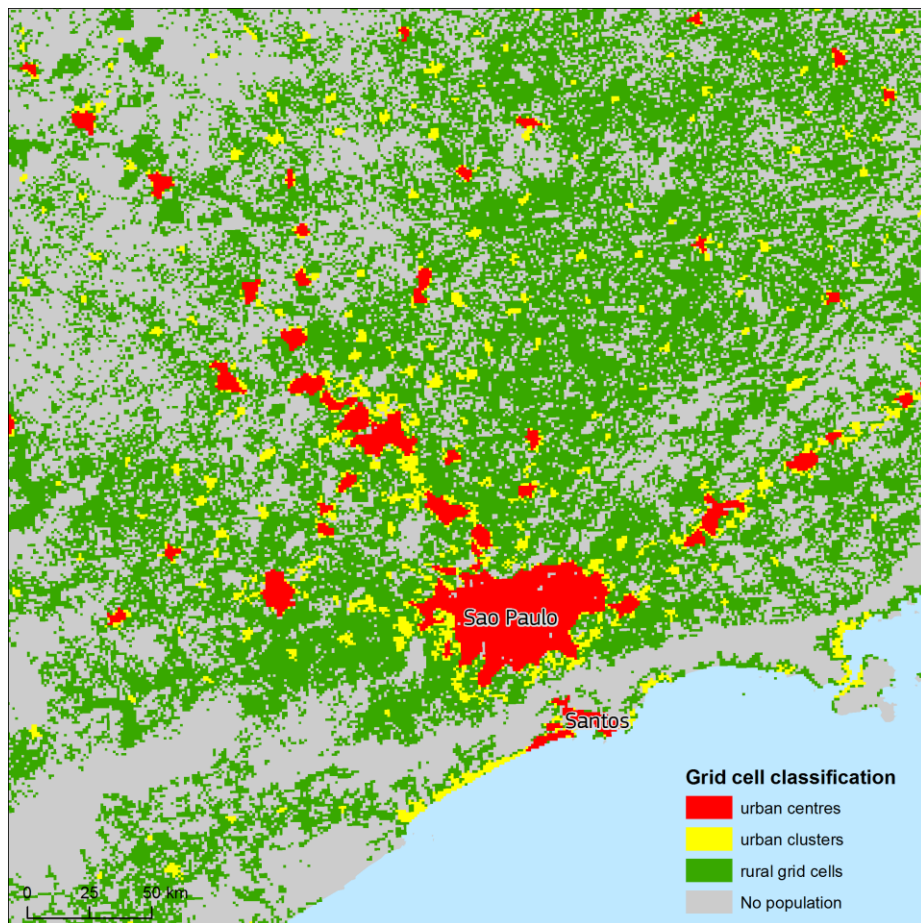 Sao Paulo
Santos
Grid cell classification
urban centres
urban clusters
rural grid cells
No population
0 25 50 km